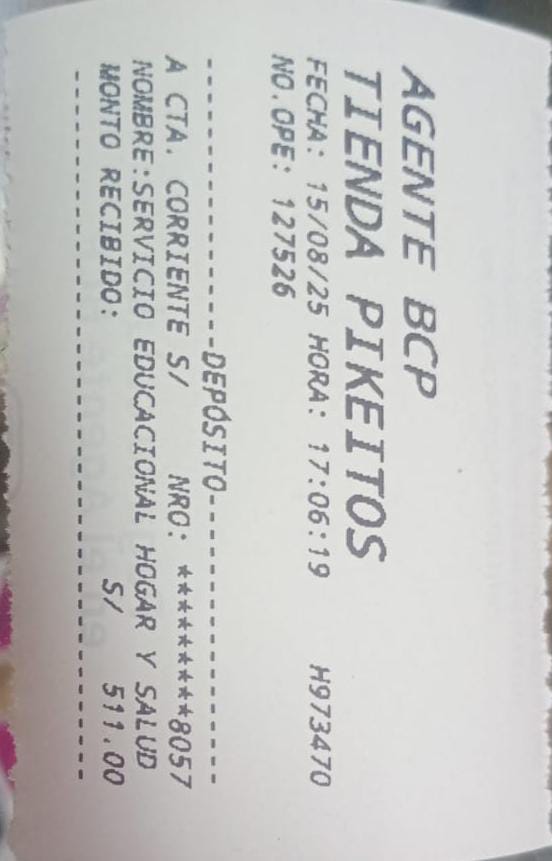 AGENTE BCP
TIENDA PIKEITOS
FECHA: 15/08/25 HORA: 17:06:19 H973470
NO.OPE: 127526
--------------------DEPÓSITO--------------------
A CTA. CORRIENTE S/ NRO: *********8057
NOMBRE:SERVICIO EDUCACIONAL HOGAR Y SALUD
MONTO RECIBIDO: S/ 511.00
------------------------------------------------